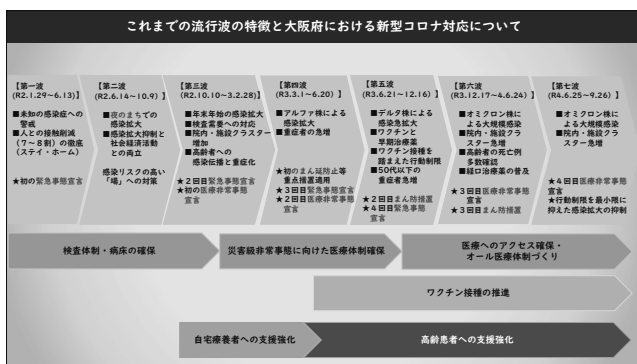 これまでの流行波の特徴と大阪府における新型コロナ対応について
【第一波
(R2.1.29～6.13)】
■未知の感染症への
警戒
■人との接触削減
(７～８割)の徹底
(ステイ・ホーム)
★初の緊急事態宣言
【第二波
(R2.6.14～10.9)】
■夜のまちでの
感染拡大
■感染拡大抑制と
社会経済活動
との両立
感染リスクの高い
「場」への対策
【第三波
(R2.10.10～3.2.28)】
■年末年始の感染拡大
■検査需要への対応
■院内・施設クラスター
増加
■高齢者への
感染伝播と重症化
★２回目緊急事態宣言
★初の医療非常事態
宣言
【第四波
(R3.3.1～6.20)】
■アルファ株による
感染拡大
■重症者の急増
★初のまん延防止等
重点措置適用
★３回目緊急事態宣言
★２回目医療非常事態
宣言
【第五波
(R3.6.21～12.16)】
■デルタ株による
感染急拡大
■ワクチンと
早期治療薬
■ワクチン接種を
踏まえた行動制限
■50代以下の
重症者急増
★２回目まん防措置
★４回目緊急事態
宣言
【第六波
(R3.12.17～4.6.24)】
■オミクロン株に
よる大規模感染
■院内・施設クラ
スター急増
■高齢者の死亡例
多数確認
■経口治療薬の普及
★３回目医療非常事態
宣言
★３回目まん防措置
【第七波
(R4.6.25～9.26)】
■オミクロン株に
よる大規模感染
■院内・施設クラ
スター急増
★４回目医療非常事態
宣言
★行動制限を最小限に
抑えた感染拡大の抑制
検査体制・病床の確保
災害級非常事態に向けた医療体制確保
医療へのアクセス確保・
オール医療体制づくり
ワクチン接種の推進
自宅療養者への支援強化
高齢患者への支援強化